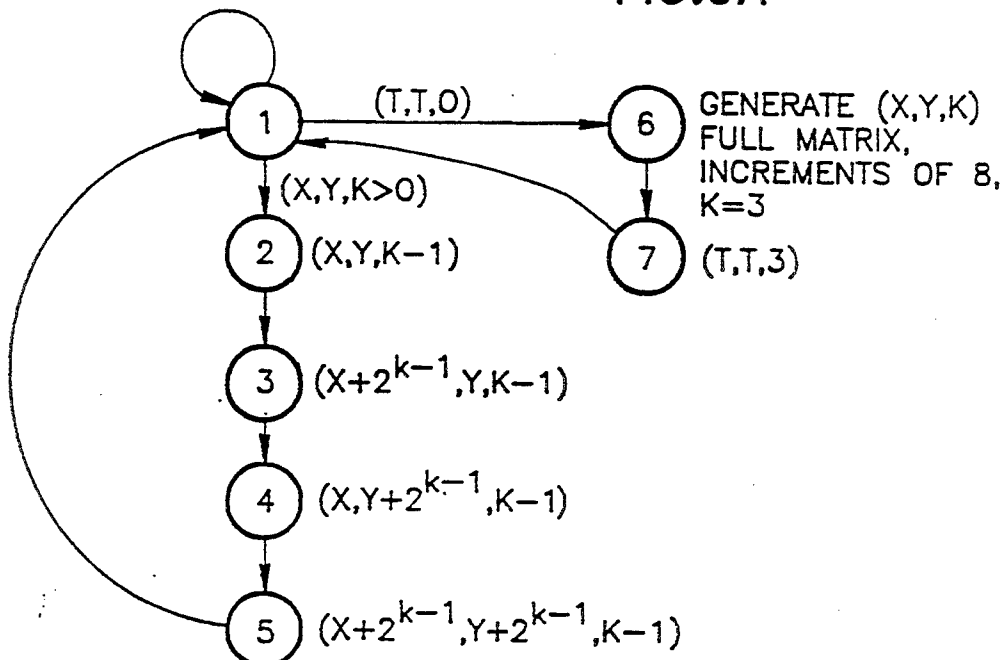 1
(T,T,0)
6
GENERATE (X,Y,K)
FULL MATRIX,
INCREMENTS OF 8,
K=3
(X,Y,K>0)
2
(X,Y,K-1)
7
(T,T,3)
3
(X+2^{k-1},Y,K-1)
4
(X,Y+2^{k-1},K-1)
5
(X+2^{k-1},Y+2^{k-1},K-1)